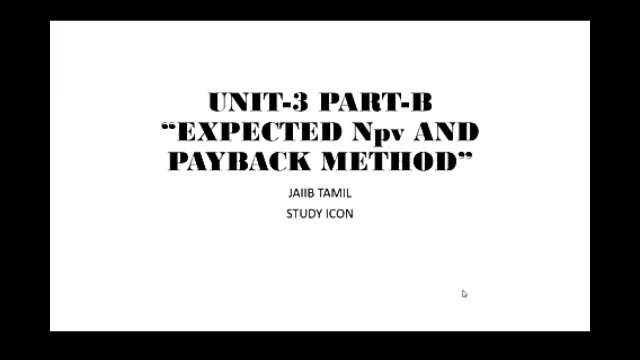 UNIT-3 PART-B
“EXPECTED Npv AND
PAYBACK METHOD”
JAIIB TAMIL
STUDY ICON